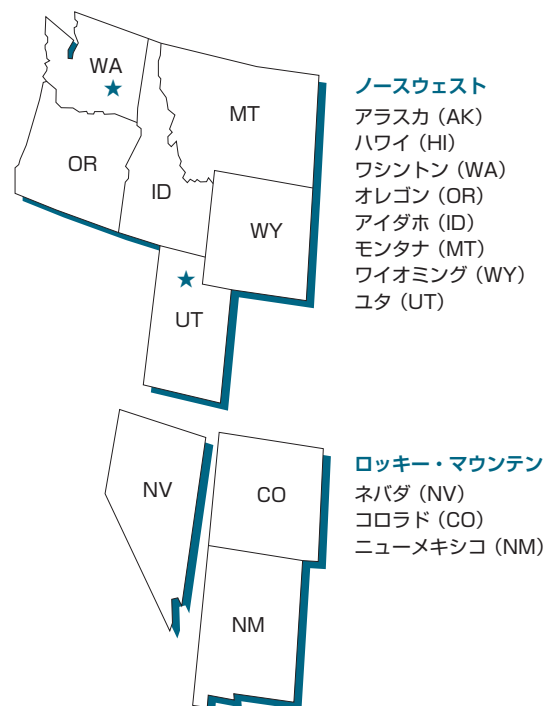 WA
MT
OR
ID
WY
UT
ノースウェスト
アラスカ（AK）
ハワイ（HI）
ワシントン（WA）
オレゴン（OR）
アイダホ（ID）
モンタナ（MT）
ワイオミング（WY）
ユタ（UT）
NV
CO
NM
ロッキー・マウンテン
ネバダ（NV）
コロラド（CO）
ニューメキシコ（NM）